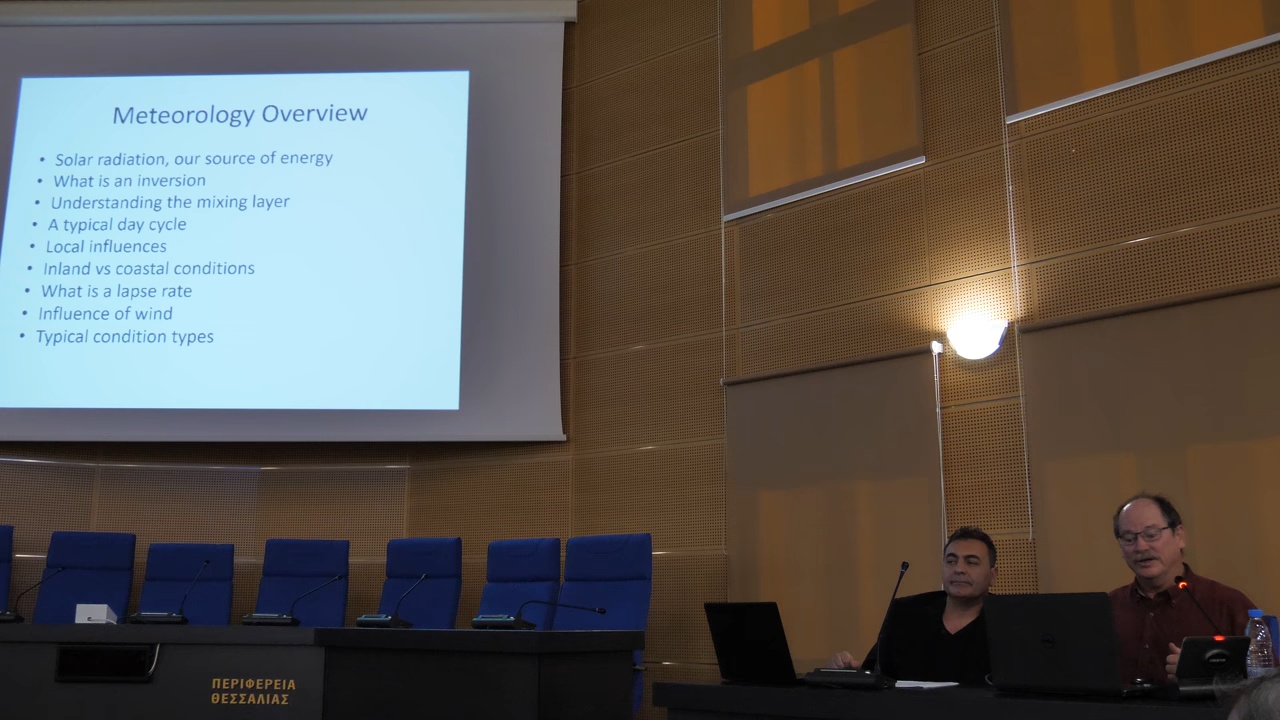 Meteorology Overview
• Solar radiation, our source of energy
• What is an inversion
• Understanding the mixing layer
• A typical day cycle
• Local influences
• Inland vs coastal conditions
• What is a lapse rate
• Influence of wind
• Typical condition types
ΠΕΡΙΦΕΡΕΙΑ
ΘΕΣΣΑΛΙΑΣ